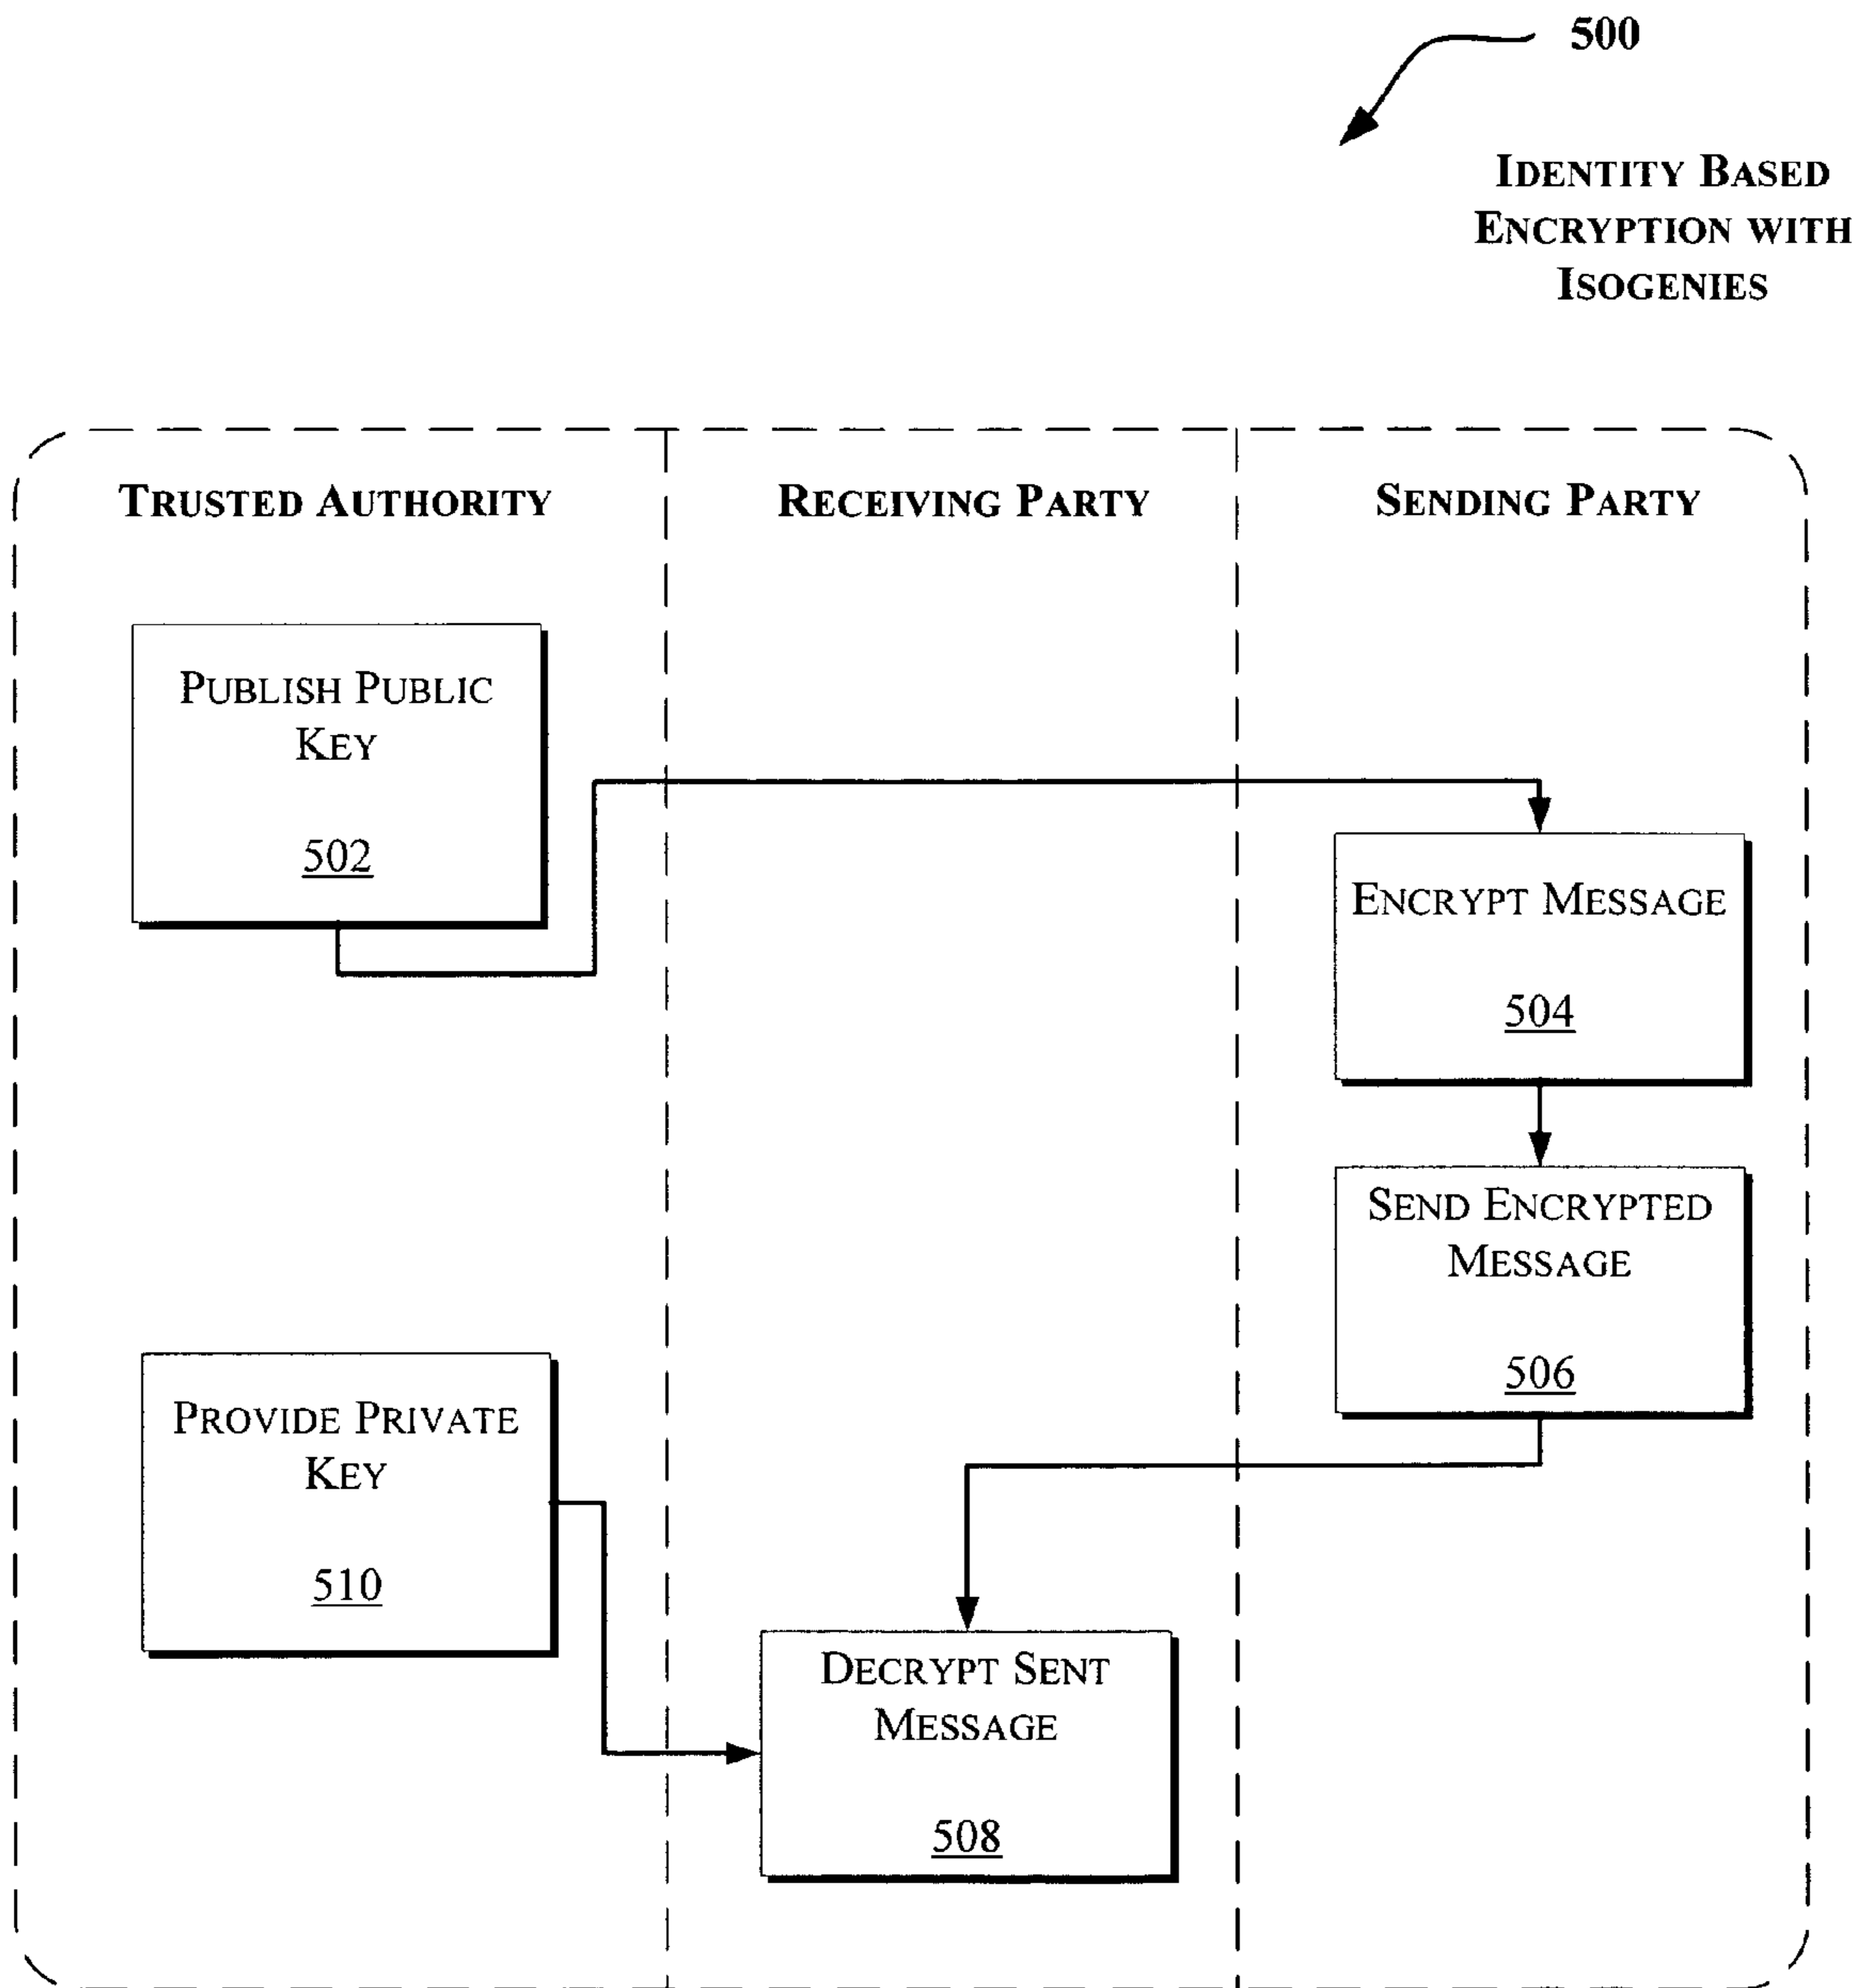 500
IDENTITY BASED
ENCRYPTION WITH
ISOGENIES
TRUSTED AUTHORITY
RECEIVING PARTY
SENDING PARTY
PUBLISH PUBLIC
KEY
502
ENCRYPT MESSAGE
504
SEND ENCRYPTED
MESSAGE
506
PROVIDE PRIVATE
KEY
510
DECRYPT SENT
MESSAGE
508